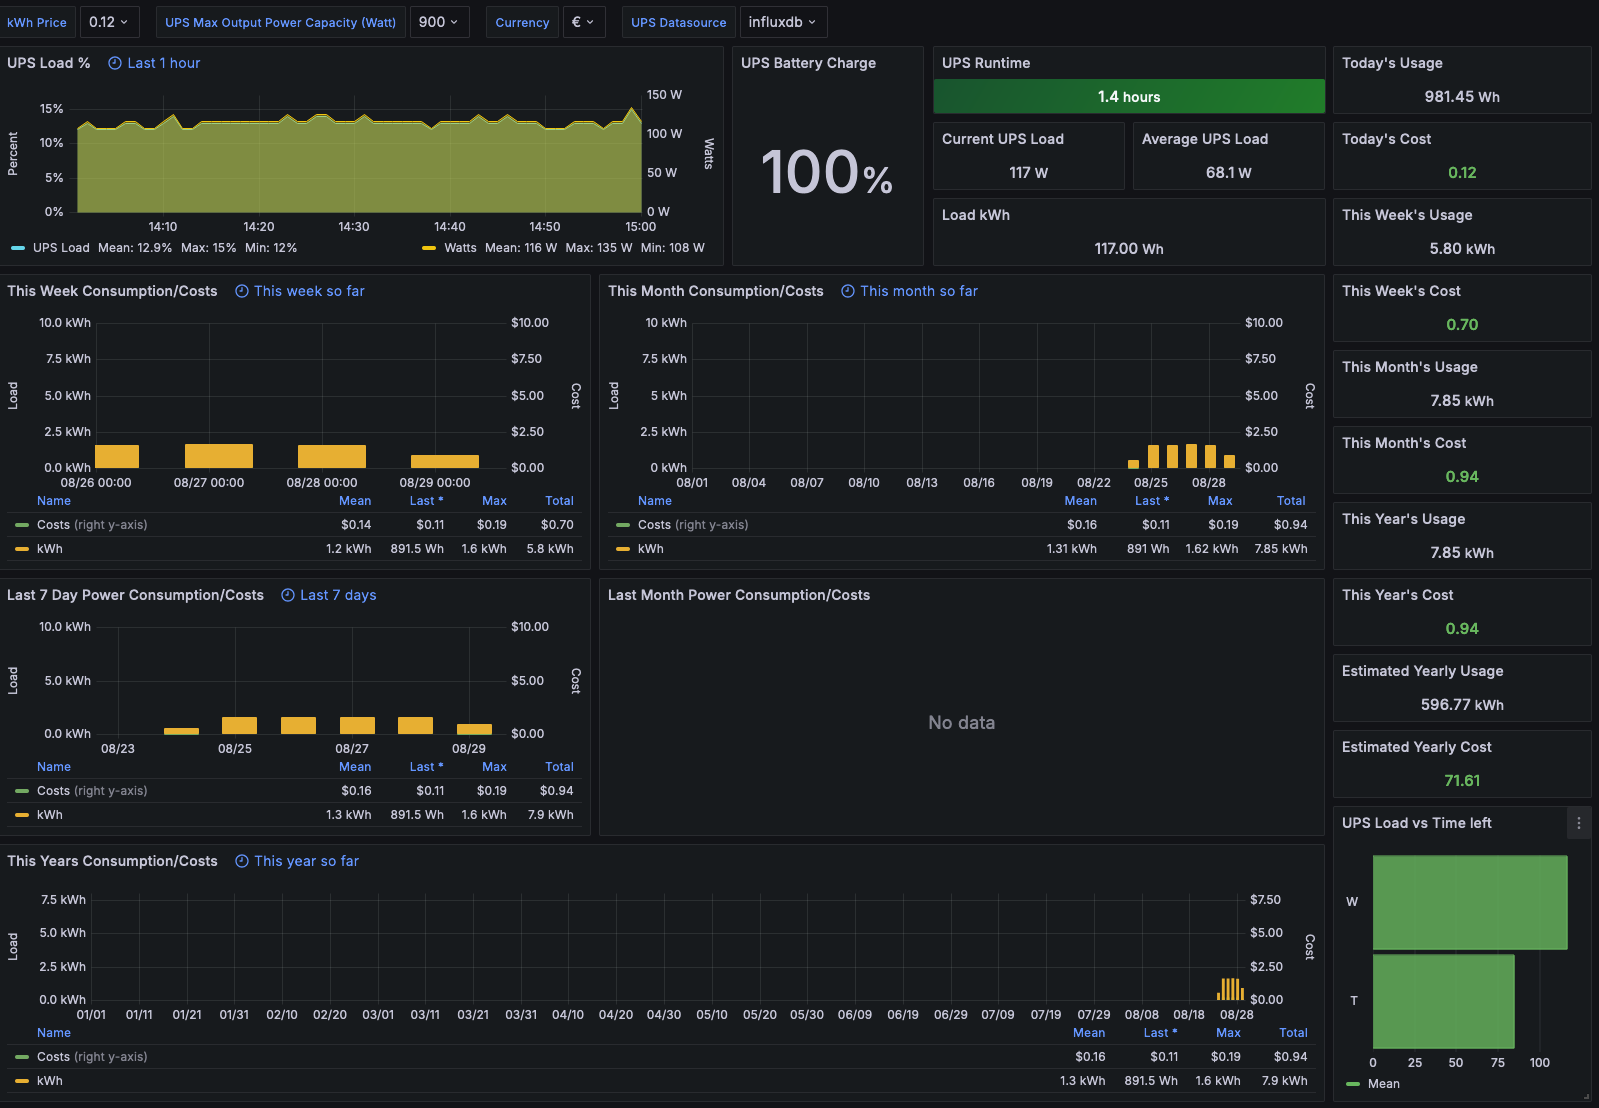 kWh Price 0.12 UPS Max Output Power Capacity (Watt) 900 Currency € UPS Datasource influxdb
UPS Load % Last 1 hour
15%
10%
5%
0%
Percent
150 W
100 W
50 W
0 W
Watts
14:10 14:20 14:30 14:40 14:50 15:00
UPS Load Mean: 12.9% Max: 15% Min: 12% Watts Mean: 116 W Max: 135 W Min: 108 W
UPS Battery Charge
100%
UPS Runtime
1.4 hours
Current UPS Load
117 W
Average UPS Load
68.1 W
Load kWh
117.00 Wh
Today's Usage
981.45 Wh
Today's Cost
0.12
This Week's Usage
5.80 kWh
This Week Consumption/Costs This week so far
10.0 kWh
7.5 kWh
5.0 kWh
2.5 kWh
0.0 kWh
Load
$10.00
$7.50
$5.00
$2.50
$0.00
Cost
08/26 00:00 08/27 00:00 08/28 00:00 08/29 00:00
Name Mean Last * Max Total
Costs (right y-axis) $0.14 $0.11 $0.19 $0.70
kWh 1.2 kWh 891.5 Wh 1.6 kWh 5.8 kWh
This Month Consumption/Costs This month so far
10 kWh
7.5 kWh
5 kWh
2.5 kWh
0 kWh
Load
$10.00
$7.50
$5.00
$2.50
$0.00
Cost
08/01 08/04 08/07 08/10 08/13 08/16 08/19 08/22 08/25 08/28
Name Mean Last * Max Total
Costs (right y-axis) $0.16 $0.11 $0.19 $0.94
kWh 1.31 kWh 891 Wh 1.62 kWh 7.85 kWh
This Week's Cost
0.70
This Month's Usage
7.85 kWh
This Month's Cost
0.94
This Year's Usage
7.85 kWh
Last 7 Day Power Consumption/Costs Last 7 days
10.0 kWh
5.0 kWh
0.0 kWh
Load
$10.00
$5.00
$0.00
Cost
08/23 08/25 08/27 08/29
Name Mean Last * Max Total
Costs (right y-axis) $0.16 $0.11 $0.19 $0.94
kWh 1.3 kWh 891.5 Wh 1.6 kWh 7.9 kWh
Last Month Power Consumption/Costs
No data
This Year's Cost
0.94
Estimated Yearly Usage
596.77 kWh
Estimated Yearly Cost
71.61
This Years Consumption/Costs This year so far
7.5 kWh
5.0 kWh
2.5 kWh
0.0 kWh
Load
$7.50
$5.00
$2.50
$0.00
Cost
01/01 01/11 01/21 01/31 02/10 02/20 03/01 03/11 03/21 03/31 04/10 04/20 04/30 05/10 05/20 05/30 06/09 06/19 06/29 07/09 07/19 07/29 08/08 08/18 08/28
Name Mean Last * Max Total
Costs (right y-axis) $0.16 $0.11 $0.19 $0.94
kWh 1.3 kWh 891.5 Wh 1.6 kWh 7.9 kWh
UPS Load vs Time left
W
T
0 25 50 75 100
Mean